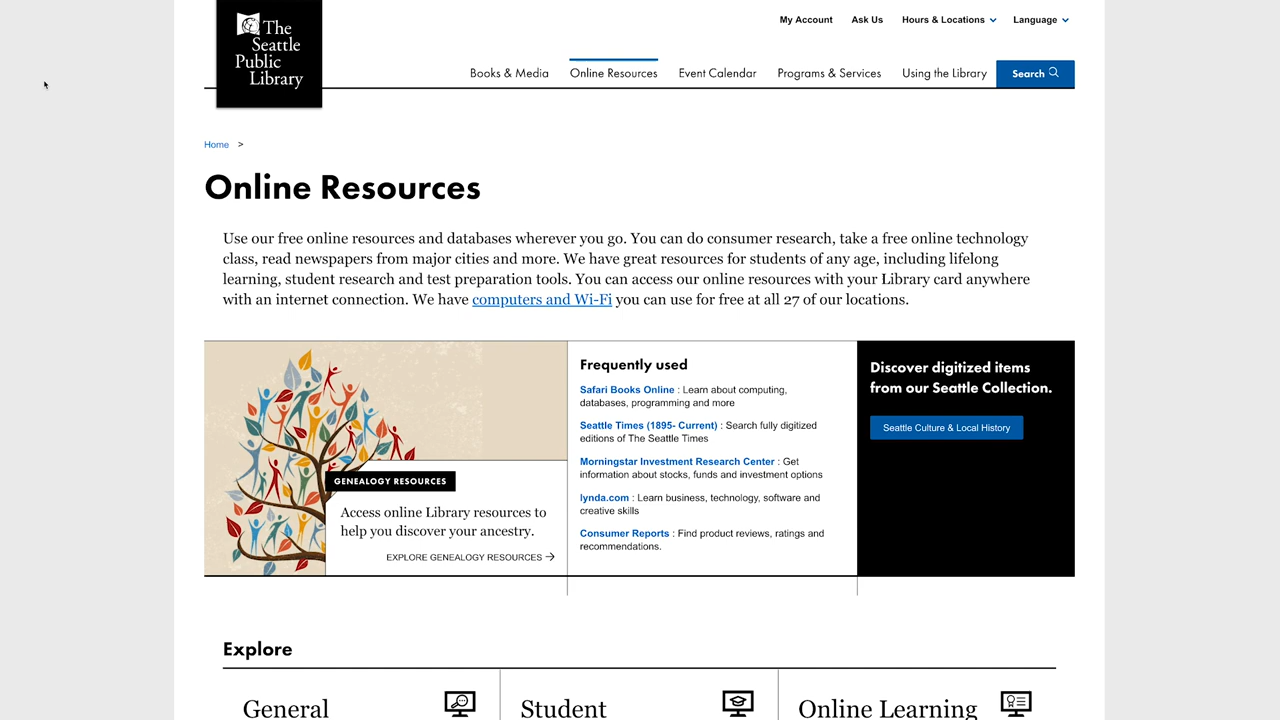 The
Seattle
Public
Library
My Account Ask Us Hours & Locations Language
Books & Media Online Resources Event Calendar Programs & Services Using the Library Search
Home >
Online Resources
Use our free online resources and databases wherever you go. You can do consumer research, take a free online technology
class, read newspapers from major cities and more. We have great resources for students of any age, including lifelong
learning, student research and test preparation tools. You can access our online resources with your Library card anywhere
with an internet connection. We have computers and Wi-Fi you can use for free at all 27 of our locations.
GENEALOGY RESOURCES
Access online Library resources to
help you discover your ancestry.
EXPLORE GENEALOGY RESOURCES →
Frequently used
Safari Books Online : Learn about computing,
databases, programming and more
Seattle Times (1895- Current) : Search fully digitized
editions of The Seattle Times
Morningstar Investment Research Center : Get
information about stocks, funds and investment options
lynda.com : Learn business, technology, software and
creative skills
Consumer Reports : Find product reviews, ratings and
recommendations.
Discover digitized items
from our Seattle Collection.
Seattle Culture & Local History
Explore
General Student Online Learning